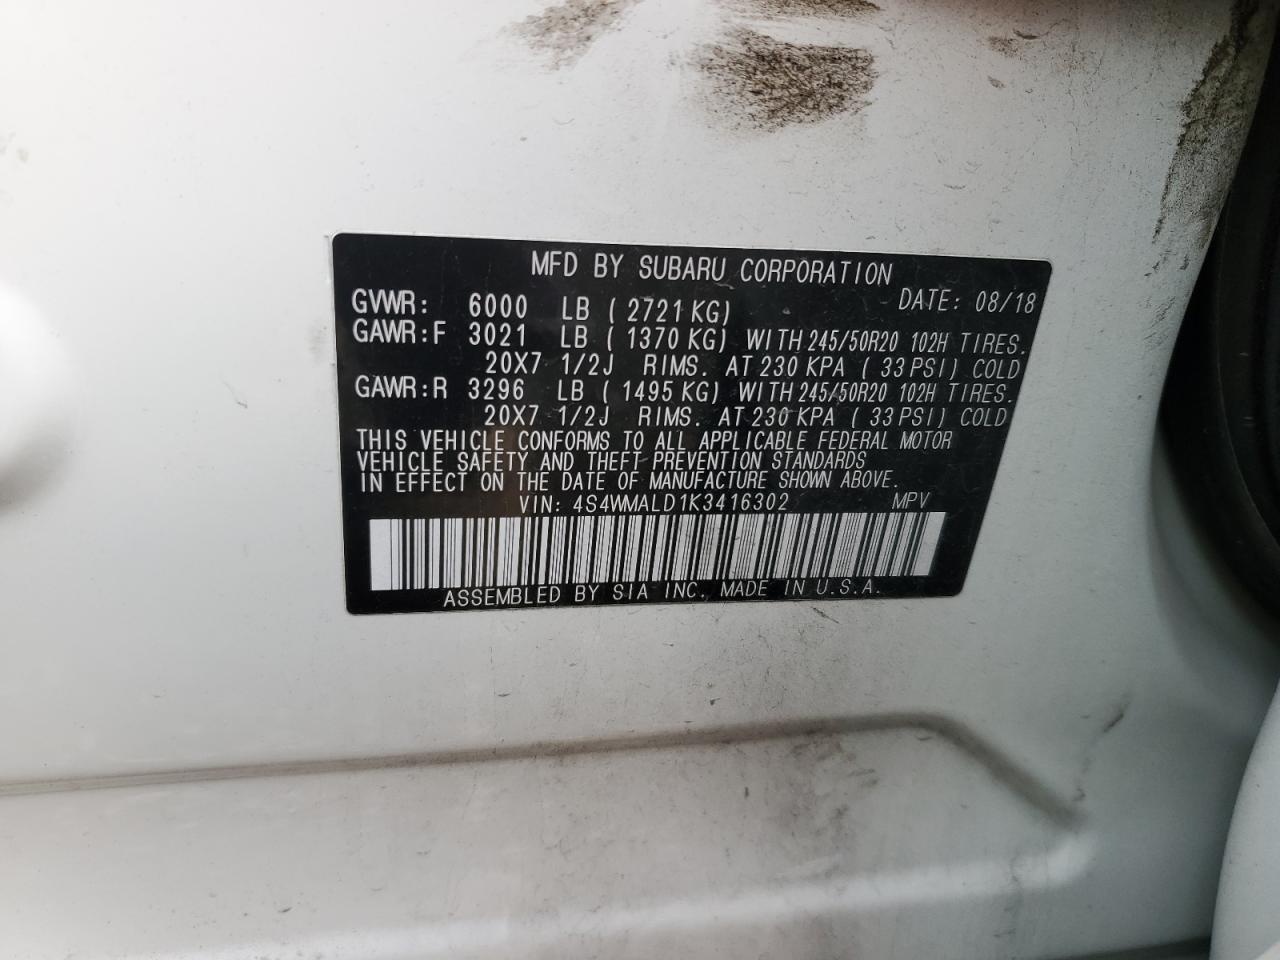 MFD BY SUBARU CORPORATION
GVWR: 6000 LB ( 2721 KG) DATE: 08/18
GAWR:F 3021 LB ( 1370 KG) WITH 245/50R20 102H TIRES.
20X7 1/2J RIMS. AT 230 KPA ( 33 PSI) COLD
GAWR:R 3296 LB ( 1495 KG) WITH 245/50R20 102H TIRES.
20X7 1/2J RIMS. AT 230 KPA ( 33 PSI) COLD
THIS VEHICLE CONFORMS TO ALL APPLICABLE FEDERAL MOTOR
VEHICLE SAFETY AND THEFT PREVENTION STANDARDS
IN EFFECT ON THE DATE OF MANUFACTURE SHOWN ABOVE.
VIN: 4S4WMALD1K3416302 MPV
ASSEMBLED BY SIA INC. MADE IN U.S.A.